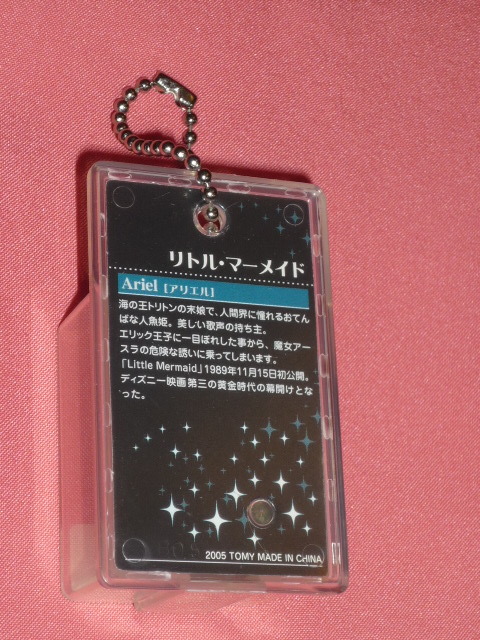 リトル・マーメイド
Ariel [アリエル]
海の王トリトンの末娘で、人間界に憧れるおてん
ばな人魚姫。美しい歌声の持ち主。
エリック王子に一目ぼれした事から、魔女アー
スラの危険な誘いに乗ってしまいます。
「Little Mermaid」1989年11月15日初公開。
ディズニー映画第三の黄金時代の幕開けとな
った。
2005 TOMY MADE IN CHINA